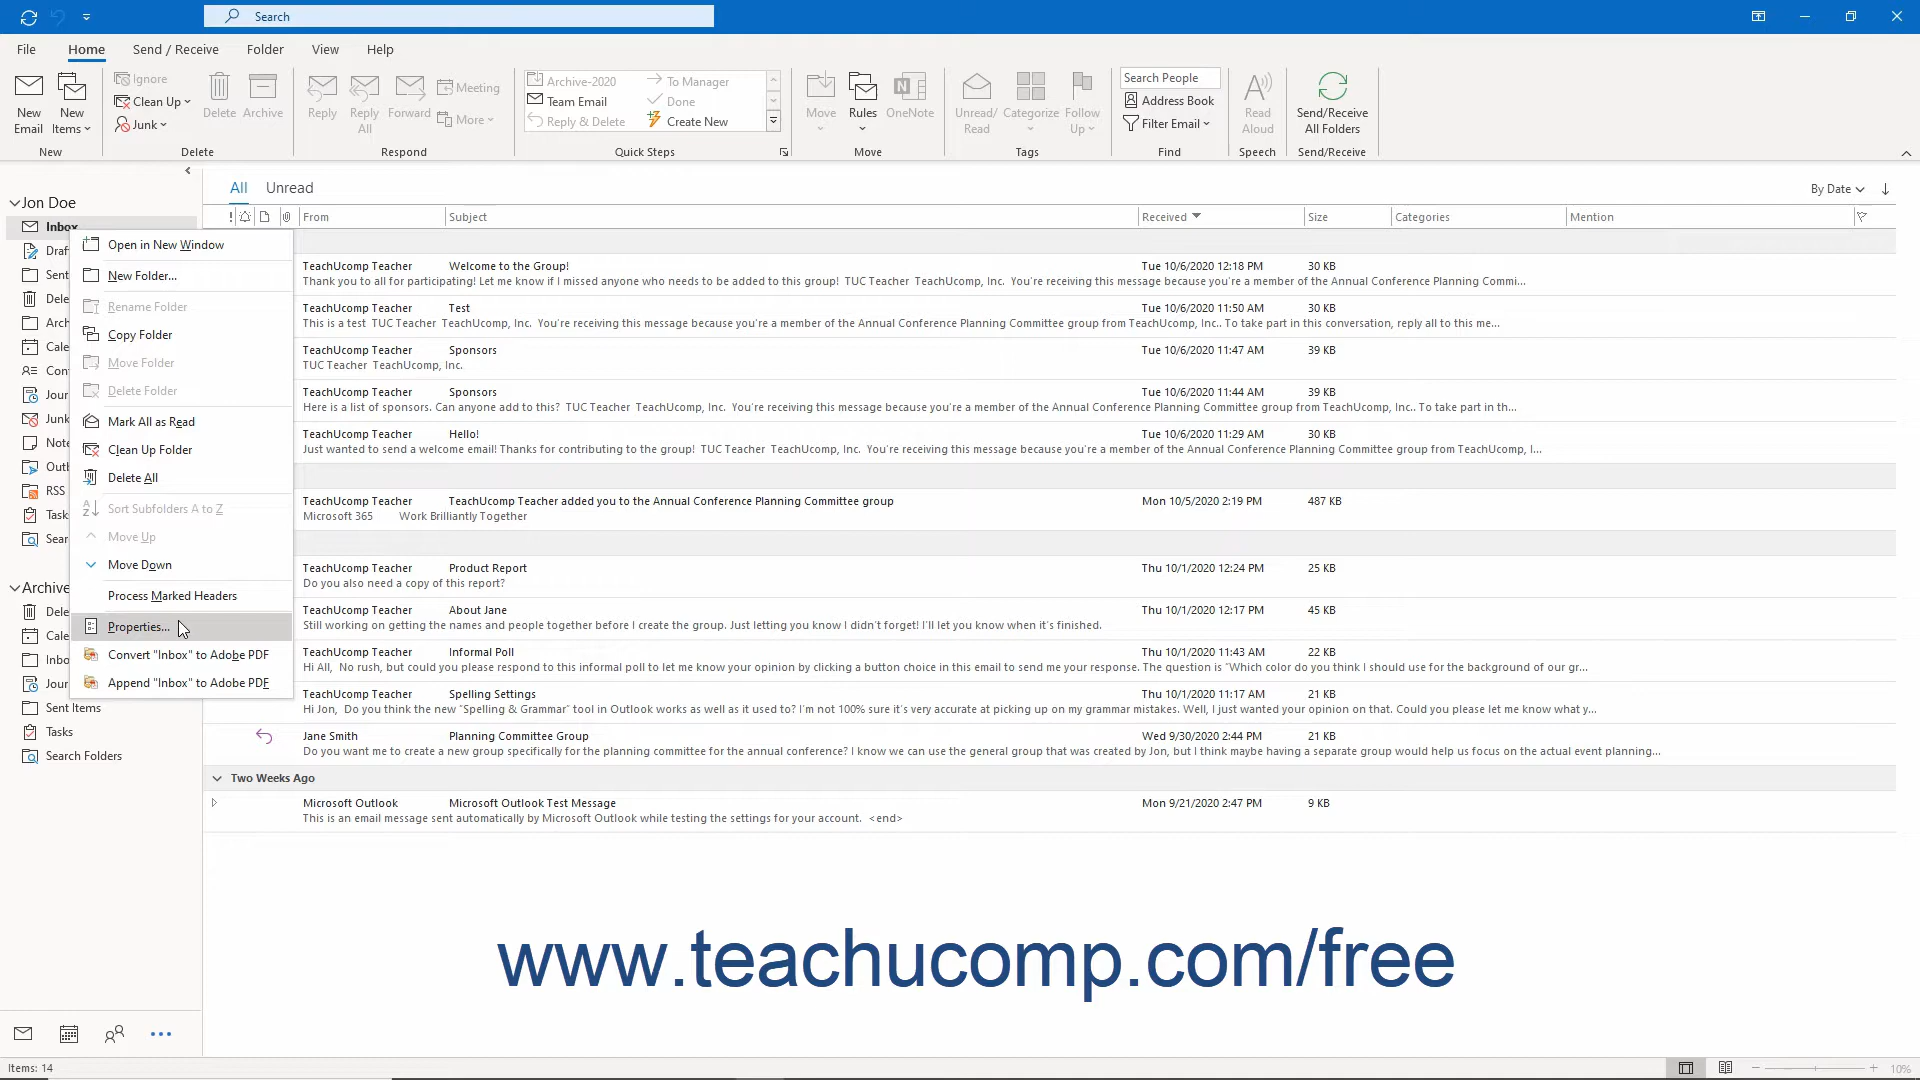 Search
File Home Send / Receive Folder View Help
New Email
New Items
New
Ignore
Clean Up
Junk
Delete
Archive
Delete
Reply
Reply All
Forward
Meeting
More
Respond
Archive-2020
Team Email
Reply & Delete
To Manager
Done
Create New
Quick Steps
Move
Rules
OneNote
Move
Unread/ Read
Categorize
Follow Up
Tags
Search People
Address Book
Filter Email
Find
Read Aloud
Speech
Send/Receive All Folders
Send/Receive
Jon Doe
Inbox
Sent
Dele
Arch
Cale
Con
Jour
Junk
Note
Outb
RSS
Task
Sear
Archive
Dele
Cale
Inbo
Jour
Sent Items
Tasks
Search Folders
Open in New Window
New Folder...
Rename Folder
Copy Folder
Move Folder
Delete Folder
Mark All as Read
Clean Up Folder
Delete All
Sort Subfolders A to Z
Move Up
Move Down
Process Marked Headers
Properties...
Convert "Inbox" to Adobe PDF
Append "Inbox" to Adobe PDF
All Unread
By Date
From Subject Received Size Categories Mention
TeachUcomp Teacher Welcome to the Group! Tue 10/6/2020 12:18 PM 30 KB
Thank you to all for participating! Let me know if I missed anyone who needs to be added to this group! TUC Teacher TeachUcomp, Inc. You're receiving this message because you're a member of the Annual Conference Planning Commi...
TeachUcomp Teacher Test Tue 10/6/2020 11:50 AM 30 KB
This is a test TUC Teacher TeachUcomp, Inc. You're receiving this message because you're a member of the Annual Conference Planning Committee group from TeachUcomp, Inc.. To take part in this conversation, reply all to this me...
TeachUcomp Teacher Sponsors Tue 10/6/2020 11:47 AM 39 KB
TUC Teacher TeachUcomp, Inc.
TeachUcomp Teacher Sponsors Tue 10/6/2020 11:44 AM 39 KB
Here is a list of sponsors. Can anyone add to this? TUC Teacher TeachUcomp, Inc. You're receiving this message because you're a member of the Annual Conference Planning Committee group from TeachUcomp, Inc.. To take part in th...
TeachUcomp Teacher Hello! Tue 10/6/2020 11:29 AM 30 KB
Just wanted to send a welcome email! Thanks for contributing to the group! TUC Teacher TeachUcomp, Inc. You're receiving this message because you're a member of the Annual Conference Planning Committee group from TeachUcomp, I...
TeachUcomp Teacher TeachUcomp Teacher added you to the Annual Conference Planning Committee group Mon 10/5/2020 2:19 PM 487 KB
Microsoft 365 Work Brilliantly Together
TeachUcomp Teacher Product Report Thu 10/1/2020 12:24 PM 25 KB
Do you also need a copy of this report?
TeachUcomp Teacher About Jane Thu 10/1/2020 12:17 PM 45 KB
Still working on getting the names and people together before I create the group. Just letting you know I didn't forget! I'll let you know when it's finished.
TeachUcomp Teacher Informal Poll Thu 10/1/2020 11:43 AM 22 KB
Hi All, No rush, but could you please respond to this informal poll to let me know your opinion by clicking a button choice in this email to send me your response. The question is "Which color do you think I should use for the background of our gr...
TeachUcomp Teacher Spelling Settings Thu 10/1/2020 11:17 AM 21 KB
Hi Jon, Do you think the new "Spelling & Grammar" tool in Outlook works as well as it used to? I'm not 100% sure it's very accurate at picking up on my grammar mistakes. Well, I just wanted your opinion on that. Could you please let me know what y...
Jane Smith Planning Committee Group Wed 9/30/2020 2:44 PM 21 KB
Do you want me to create a new group specifically for the planning committee for the annual conference? I know we can use the general group that was created by Jon, but I think maybe having a separate group would help us focus on the actual event planning...
Two Weeks Ago
Microsoft Outlook Microsoft Outlook Test Message Mon 9/21/2020 2:47 PM 9 KB
This is an email message sent automatically by Microsoft Outlook while testing the settings for your account. <end>
www.teachucomp.com/free
Items: 14
10%